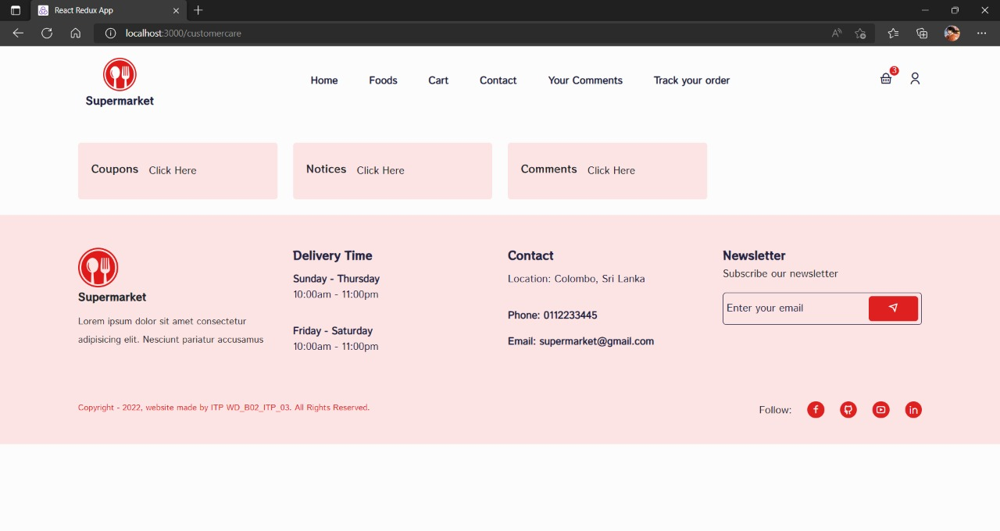 React Redux App
localhost:3000/customercare
Supermarket
Home Foods Cart Contact Your Comments Track your order
3
Coupons Click Here
Notices Click Here
Comments Click Here
Supermarket
Lorem ipsum dolor sit amet consectetur
adipisicing elit. Nesciunt pariatur accusamus
Delivery Time
Sunday - Thursday
10:00am - 11:00pm
Friday - Saturday
10:00am - 11:00pm
Contact
Location: Colombo, Sri Lanka
Phone: 0112233445
Email: supermarket@gmail.com
Newsletter
Subscribe our newsletter
Enter your email
Copyright - 2022, website made by ITP WD_B02_ITP_03. All Rights Reserved.
Follow: